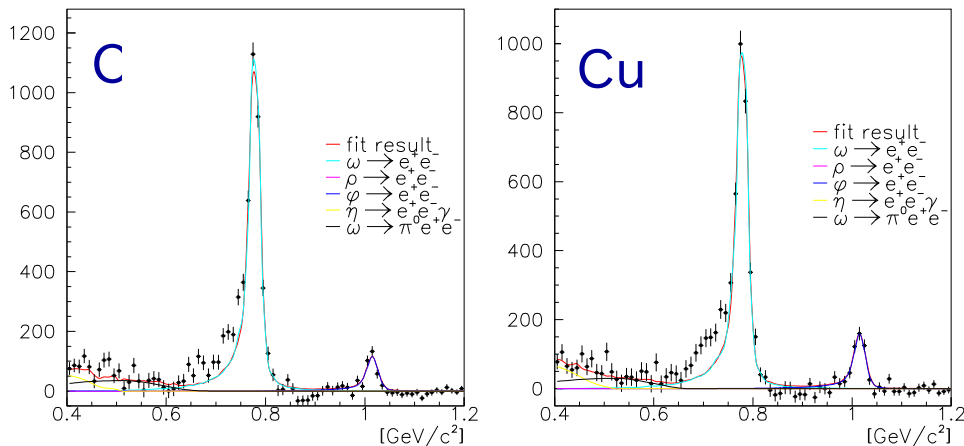 C
1200
1000
800
600
400
200
0
fit result
ω → e⁺e⁻
ρ → e⁺e⁻
φ → e⁺e⁻
η → e⁺e⁻γ
ω → π⁰e⁺e⁻
0.4 0.6 0.8 1 1.2
[GeV/c²]
Cu
1000
800
600
400
200
0
fit result
ω → e⁺e⁻
ρ → e⁺e⁻
φ → e⁺e⁻
η → e⁺e⁻γ
ω → π⁰e⁺e⁻
0.4 0.6 0.8 1 1.2
[GeV/c²]